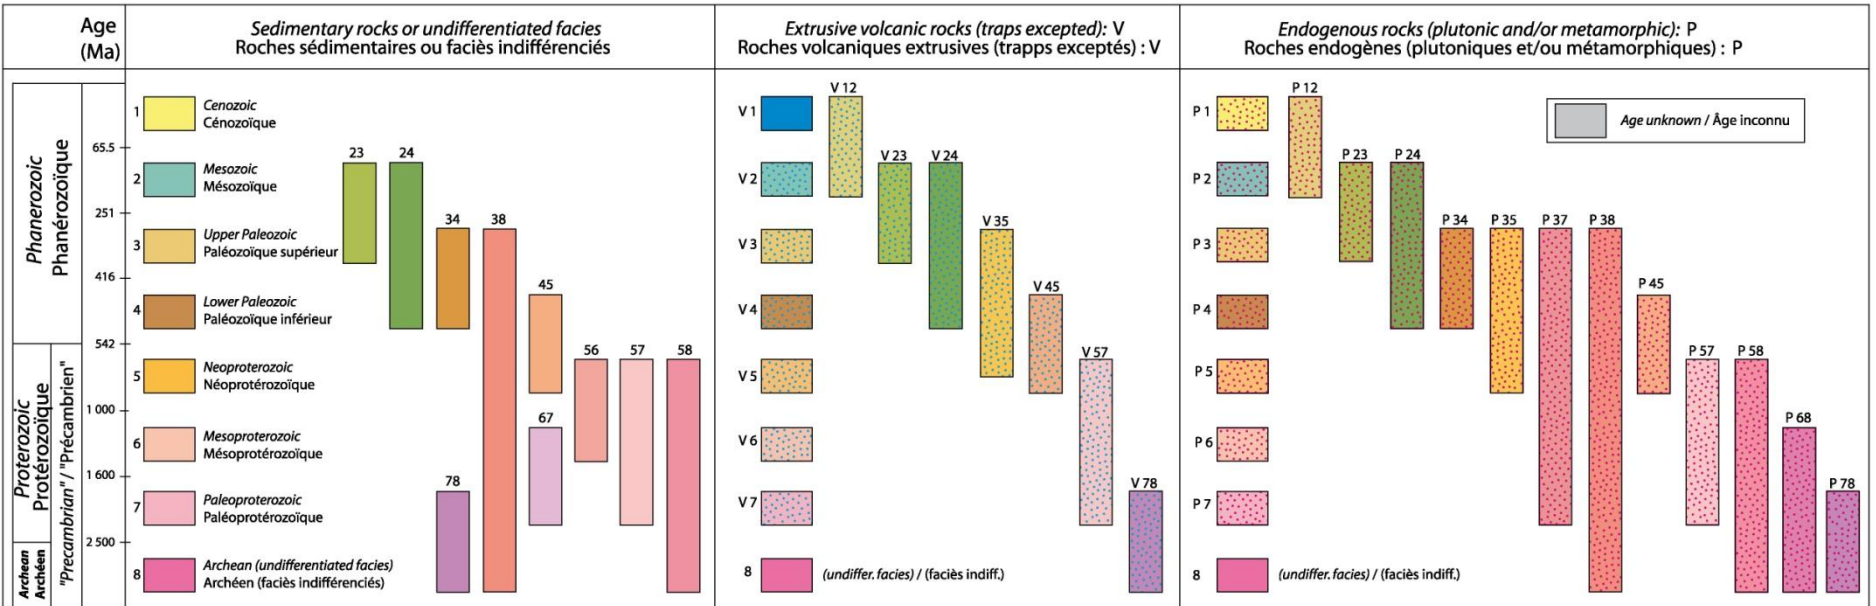 Age
(Ma)
Sedimentary rocks or undifferentiated facies
Roches sédimentaires ou faciès indifférenciés
Extrusive volcanic rocks (traps excepted): V
Roches volcaniques extrusives (trapps exceptés) : V
Endogenous rocks (plutonic and/or metamorphic): P
Roches endogènes (plutoniques et/ou métamorphiques) : P
Phanerozoic
Phanérozoïque
Proterozoic
Protérozoïque
Archean
Archéen
"Precambrian" / "Précambrien"
65.5
251
416
542
1 000
1 600
2 500
1
Cenozoic
Cénozoïque
2
Mesozoic
Mésozoïque
3
Upper Paleozoic
Paléozoïque supérieur
4
Lower Paleozoic
Paléozoïque inférieur
5
Neoproterozoic
Néoprotérozoïque
6
Mesoproterozoic
Mésoprotérozoïque
7
Paleoproterozoic
Paléoprotérozoïque
8
Archean (undifferentiated facies)
Archéen (faciès indifférenciés)
23
24
34
38
45
56
57
58
67
78
V 1
V 2
V 3
V 4
V 5
V 6
V 7
8
(undiffer. facies) / (faciès indiff.)
V 12
V 23
V 24
V 35
V 45
V 57
V 78
P 1
P 2
P 3
P 4
P 5
P 6
P 7
8
(undiffer. facies) / (faciès indiff.)
P 12
P 23
P 24
P 34
P 35
P 37
P 38
P 45
P 57
P 58
P 68
P 78
Age unknown / Âge inconnu